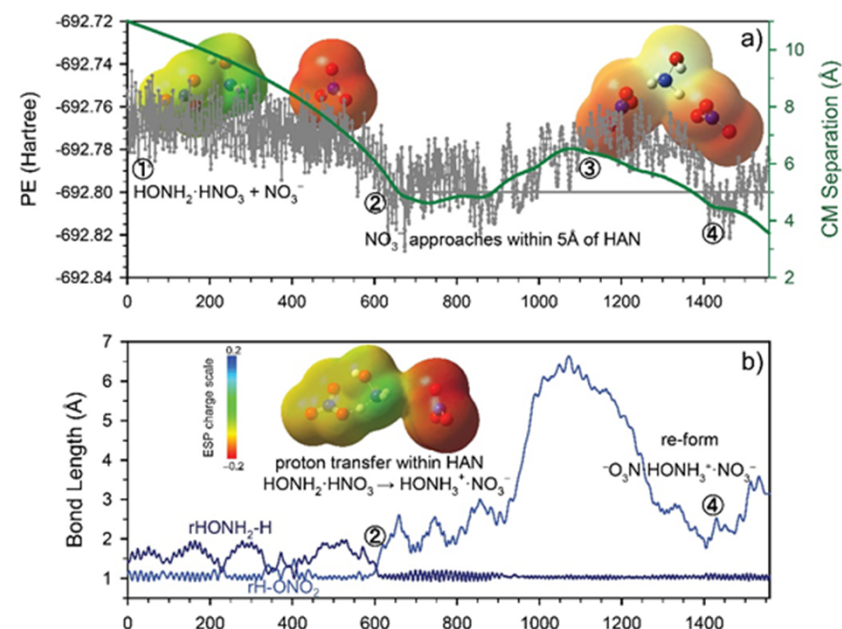 a)
PE (Hartree)
-692.72
-692.74
-692.76
-692.78
-692.80
-692.82
-692.84
CM Separation (Å)
10
8
6
4
2
①
HONH₂·HNO₃ + NO₃⁻
②
③
④
NO₃⁻ approaches within 5Å of HAN
0 200 400 600 800 1000 1200 1400
b)
Bond Length (Å)
7
6
5
4
3
2
1
ESP charge scale
0.2
-0.2
proton transfer within HAN
HONH₂·HNO₃ → HONH₃⁺·NO₃⁻
re-form
⁻O₃N·HONH₃⁺·NO₃⁻
④
②
rHONH₂-H
rH-ONO₂
0 200 400 600 800 1000 1200 1400